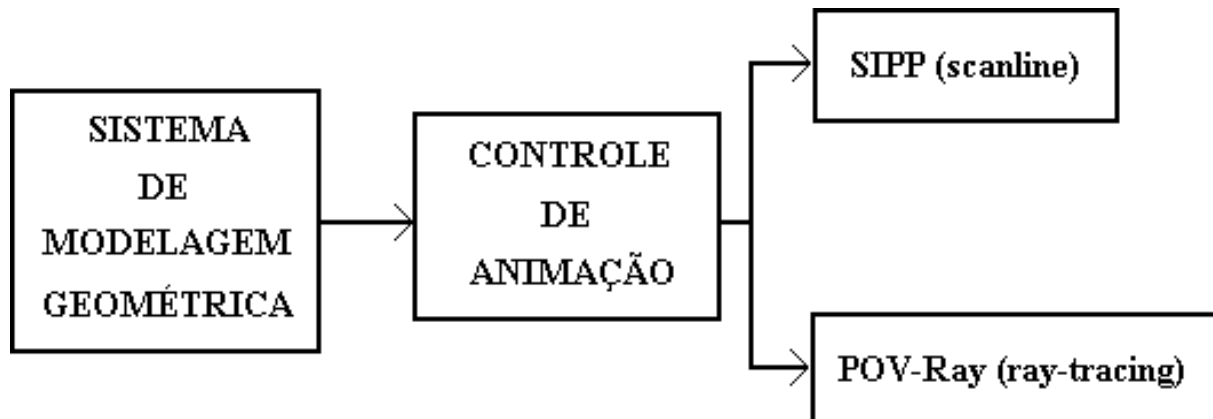 SISTEMA
DE
MODELAGEM
GEOMÉTRICA
CONTROLE
DE
ANIMAÇÃO
SIPP (scanline)
POV-Ray (ray-tracing)